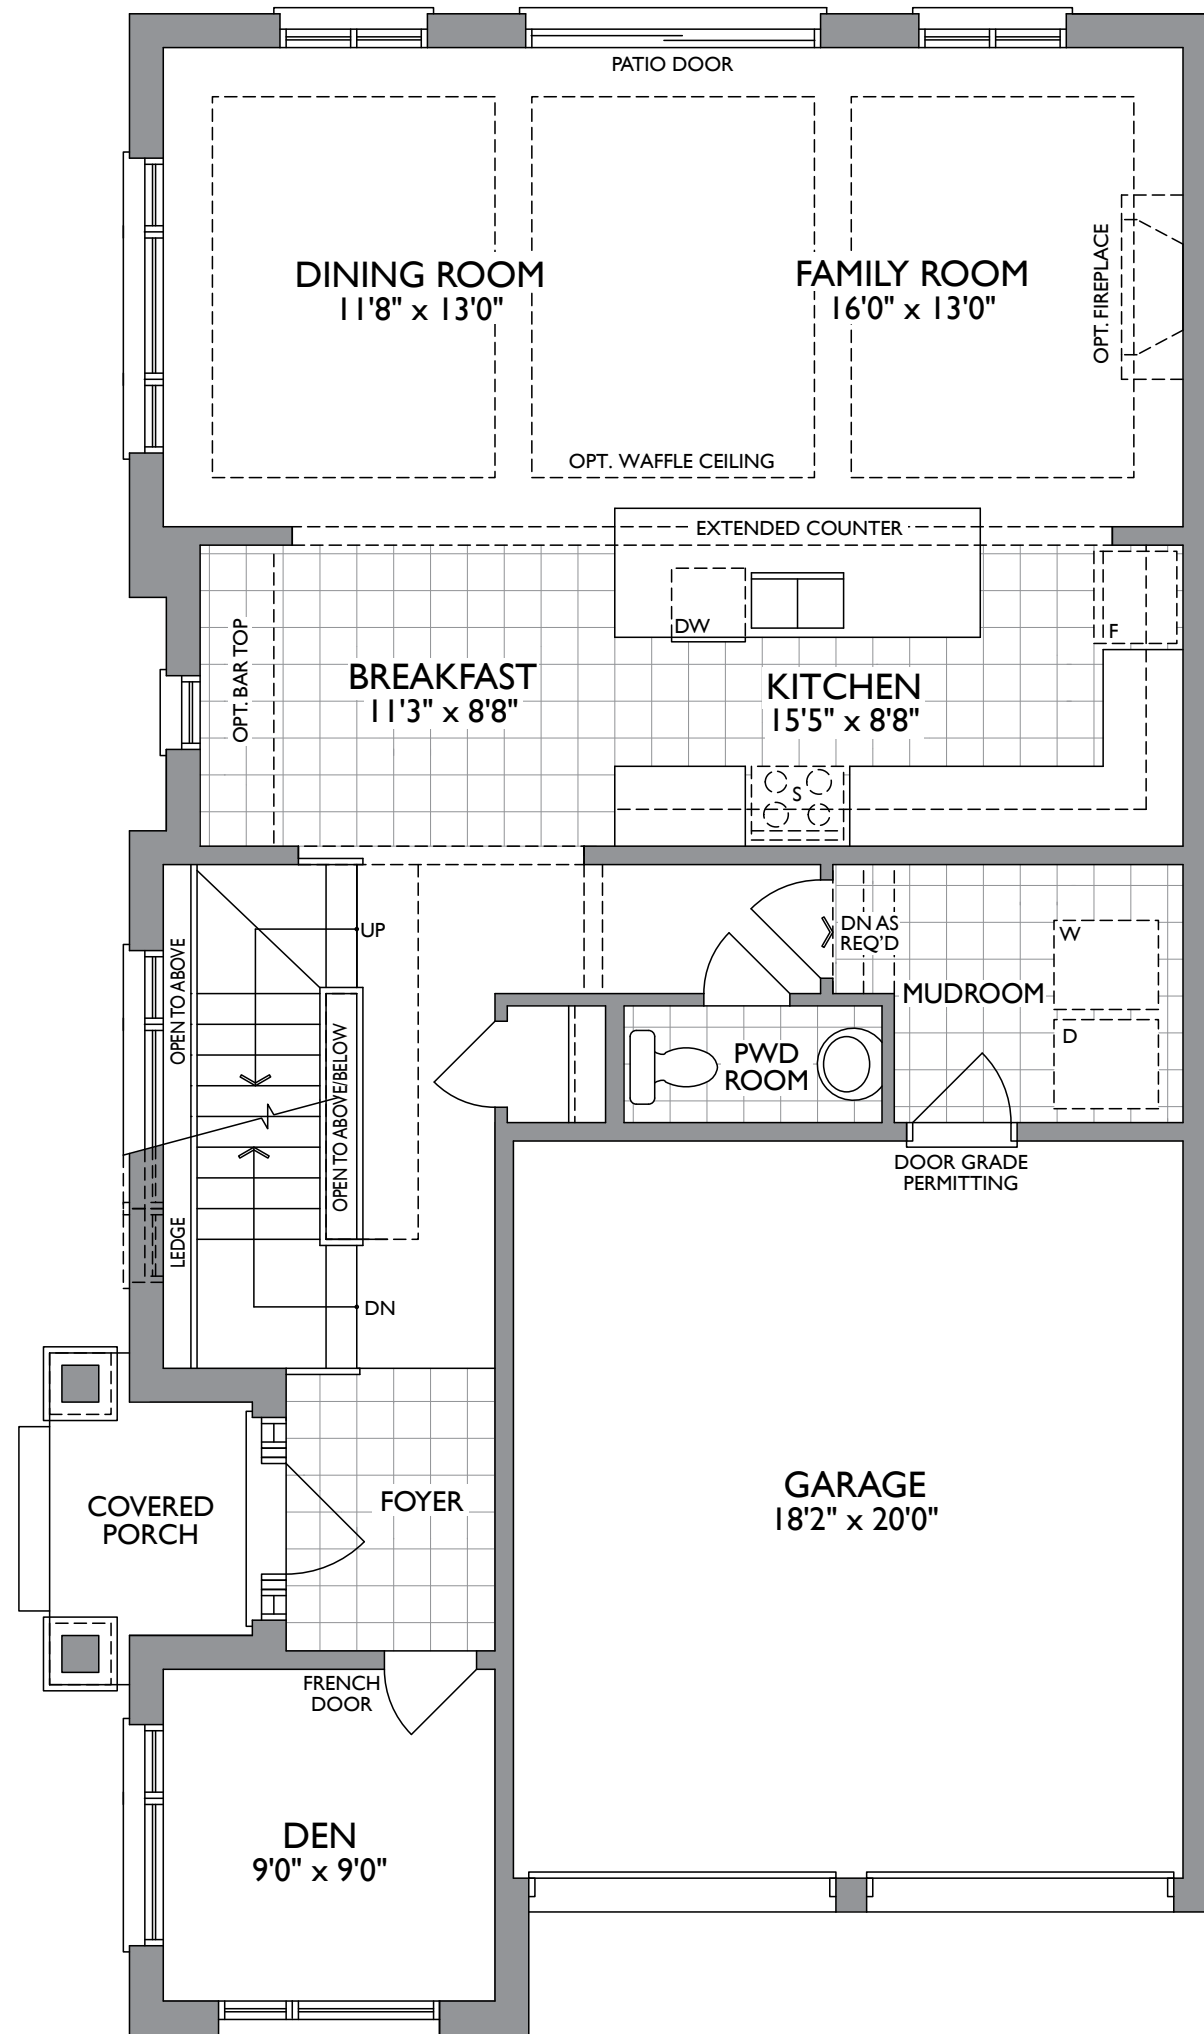 PATIO DOOR
DINING ROOM
11'8" x 13'0"
FAMILY ROOM
16'0" x 13'0"
OPT. FIREPLACE
OPT. WAFFLE CEILING
EXTENDED COUNTER
DW
F
OPT. BAR TOP
BREAKFAST
11'3" x 8'8"
KITCHEN
15'5" x 8'8"
S
UP
DN AS
REQ'D
W
OPEN TO ABOVE
MUDROOM
D
OPEN TO ABOVE/BELOW
PWD
ROOM
DOOR GRADE
PERMITTING
LEDGE
DN
COVERED
PORCH
FOYER
GARAGE
18'2" x 20'0"
FRENCH
DOOR
DEN
9'0" x 9'0"